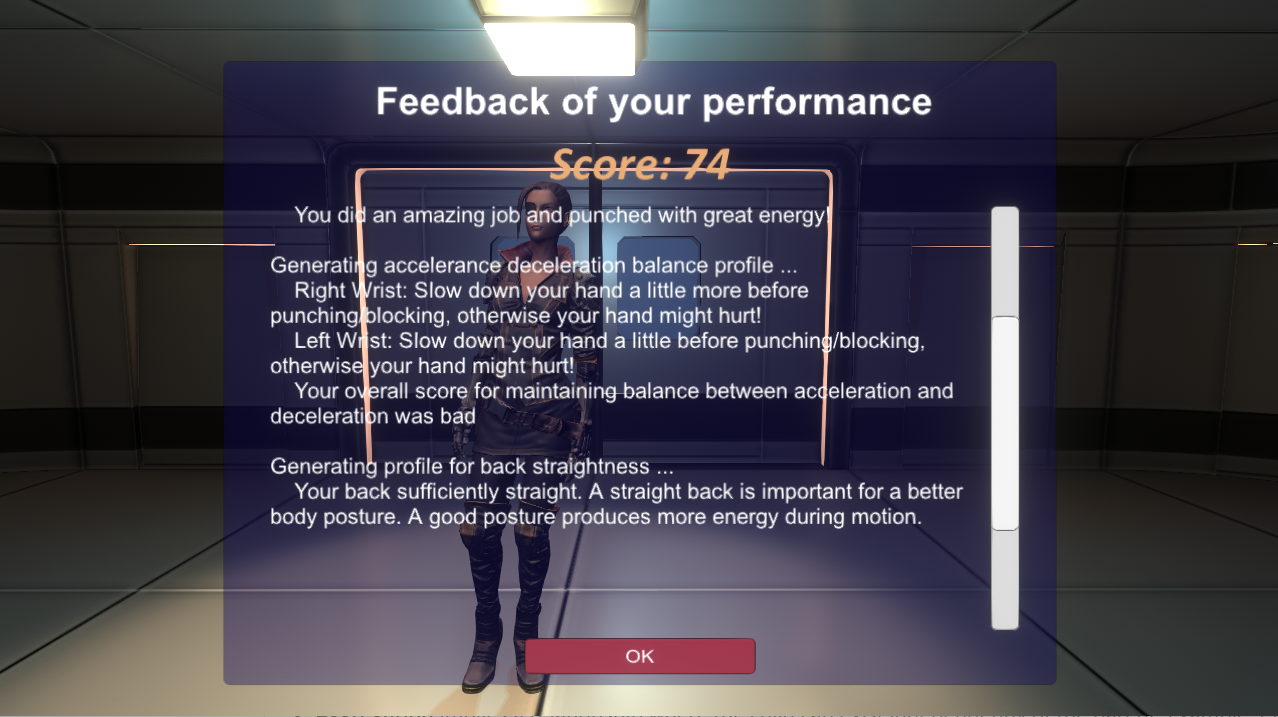 Feedback of your performance
Score: 74
You did an amazing job and punched with great energy!
Generating accelerance deceleration balance profile ...
Right Wrist: Slow down your hand a little more before
punching/blocking, otherwise your hand might hurt!
Left Wrist: Slow down your hand a little before punching/blocking,
otherwise your hand might hurt!
Your overall score for maintaining balance between acceleration and
deceleration was bad
Generating profile for back straightness ...
Your back sufficiently straight. A straight back is important for a better
body posture. A good posture produces more energy during motion.
OK